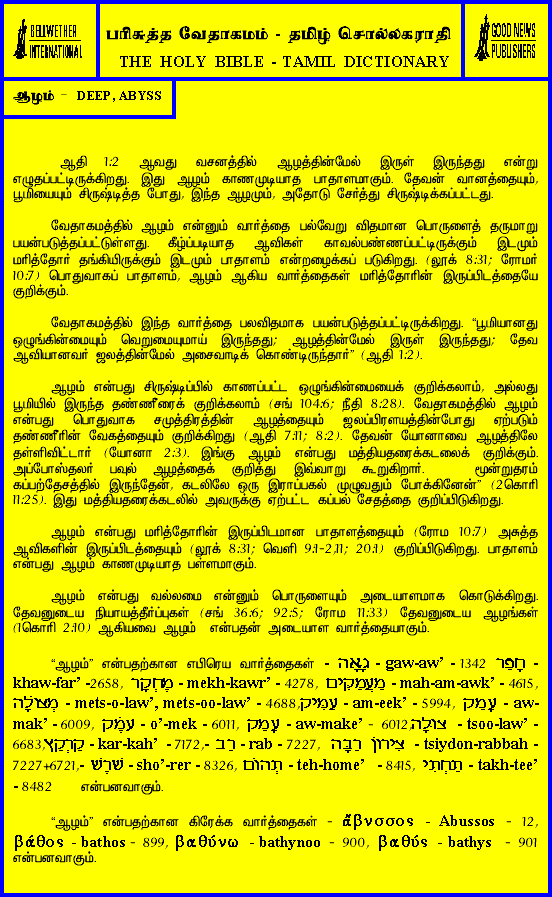 BELLWETHER
INTERNATIONAL
பரிசுத்த வேதாகமம் - தமிழ் சொல்லகராதி
THE HOLY BIBLE - TAMIL DICTIONARY
GOOD NEWS
PUBLISHERS
ஆழம் - DEEP, ABYSS
ஆதி 1:2 ஆவது வசனத்தில் ஆழத்தின்மேல் இருள் இருந்தது என்று
எழுதப்பட்டிருக்கிறது. இது ஆழம் காணமுடியாத பாதாளமாகும். தேவன் வானத்தையும்,
பூமியையும் சிருஷ்டித்த போது, இந்த ஆழமும், அதோடு சேர்த்து சிருஷ்டிக்கப்பட்டது.
வேதாகமத்தில் ஆழம் என்னும் வார்த்தை பல்வேறு விதமான பொருளைத் தருமாறு
பயன்படுத்தப்பட்டுள்ளது. கீழ்ப்படியாத ஆவிகள் காவல்பண்ணப்பட்டிருக்கும் இடமும்
மரித்தோர் தங்கியிருக்கும் இடமும் பாதாளம் என்றழைக்கப் படுகிறது. (லூக் 8:31; ரோமர்
10:7) பொதுவாகப் பாதாளம், ஆழம் ஆகிய வார்த்தைகள் மரித்தோரின் இருப்பிடத்தையே
குறிக்கும்.
வேதாகமத்தில் இந்த வார்த்தை பலவிதமாக பயன்படுத்தப்பட்டிருக்கிறது. "பூமியானது
ஒழுங்கின்மையும் வெறுமையுமாய் இருந்தது; ஆழத்தின்மேல் இருள் இருந்தது; தேவ
ஆவியானவர் ஜலத்தின்மேல் அசைவாடிக் கொண்டிருந்தார்" (ஆதி 1:2).
ஆழம் என்பது சிருஷ்டிப்பில் காணப்பட்ட ஒழுங்கின்மையைக் குறிக்கலாம், அல்லது
பூமியில் இருந்த தண்ணீரைக் குறிக்கலாம் (சங் 104:6; நீதி 8:28). வேதாகமத்தில் ஆழம்
என்பது பொதுவாக சமுத்திரத்தின் ஆழத்தையும் ஜலப்பிரளயத்தின்போது ஏற்படும்
தண்ணீரின் வேகத்தையும் குறிக்கிறது (ஆதி 7:11; 8:2). தேவன் யோனாவை ஆழத்திலே
தள்ளிவிட்டார் (யோனா 2:3). இங்கு ஆழம் என்பது மத்தியதரைக்கடலைக் குறிக்கும்.
அப்போஸ்தலர் பவுல் ஆழத்தைக் குறித்து இவ்வாறு கூறுகிறார். மூன்றுதரம்
கப்பற்சேதத்தில் இருந்தேன், கடலிலே ஒரு இராப்பகல் முழுவதும் போக்கினேன்" (2கொரி
11:25). இது மத்தியதரைக்கடலில் அவருக்கு ஏற்பட்ட கப்பல் சேதத்தை குறிப்பிடுகிறது.
ஆழம் என்பது மரித்தோரின் இருப்பிடமான பாதாளத்தையும் (ரோம 10:7) அசுத்த
ஆவிகளின் இருப்பிடத்தையும் (லூக் 8:31; வெளி 9:1-2,11; 20:1) குறிப்பிடுகிறது. பாதாளம்
என்பது ஆழம் காணமுடியாத பள்ளமாகும்.
ஆழம் என்பது வல்லமை என்னும் பொருளையும் அடையாளமாக கொடுக்கிறது.
தேவனுடைய நியாயத்தீர்ப்புகள் (சங் 36:6; 92:5; ரோம 11:33) தேவனுடைய ஆழங்கள்
(1கொரி 2:10) ஆகியவை ஆழம் என்பதன் அடையாள வார்த்தையாகும்.
"ஆழம்" என்பதற்கான எபிரெய வார்த்தைகள் - גָּאָה - gaw-aw' - 1342 חָפַר -
khaw-far' -2658, מֶחְקָר - mekh-kawr' - 4278, מַעֲמַקִּים - mah-am-awk' - 4615,
מְצוֹלָה - mets-o-law', mets-oo-law' - 4688, עֲמִיק - am-eek' - 5994, עָמַק - aw-
mak' - 6009, עֹמֶק - o'-mek - 6011, עָמֵק - aw-make' - 6012 צוּלָה - tsoo-law' -
6683, קַרְקַע - kar-kah' - 7172,- רַב - rab - 7227, צִידוֹן רַבָּה - tsiydon-rabbah -
7227+6721,- שֹׁרֶשׁ - sho'-rer - 8326, תְּהוֹם - teh-home' - 8415, תַּחְתִּי - takh-tee'
- 8482 என்பனவாகும்.
"ஆழம்" என்பதற்கான கிரேக்க வார்த்தைகள் - ἄβυσσος - Abussos - 12,
βάθος - bathos - 899, βαθύνω - bathynoo - 900, βαθύς - bathys - 901
என்பனவாகும்.